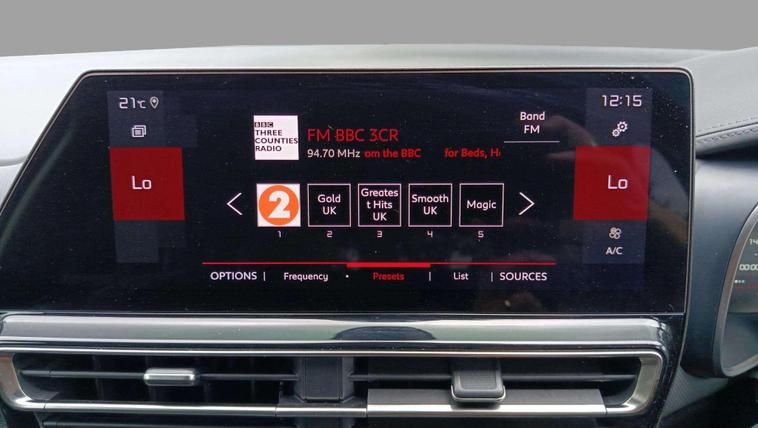 21°C
12:15
Lo
BBC
THREE
COUNTIES
RADIO
FM BBC 3CR
94.70 MHz om the BBC for Beds, H
Band
FM
Lo
2
Gold
UK
Greates
t Hits
UK
Smooth
UK
Magic
1 2 3 4 5
A/C
OPTIONS | Frequency • Presets | List | SOURCES